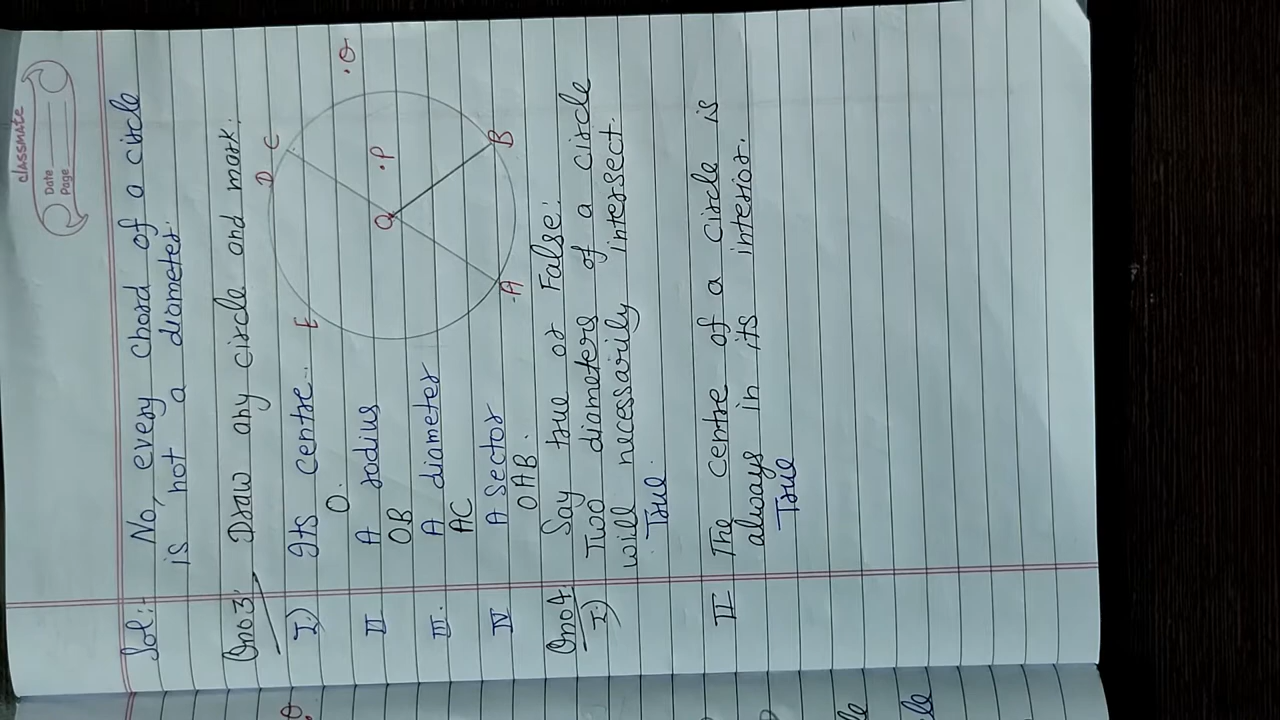 classmate
Date
Page
Sol:- No, every chord of a circle
is not a diameter.
Qno3. Draw any circle and mark.
I) Its centre.
O.
II A radius
OB
III. A diameter
AC
IV A Sector
OAB.
D C
E
O
.P
.Q
A
B
Qno4. Say true or False.
I) Two diameters of a circle
will necessarily intersect.
True.
II The centre of a circle is
always in its interior.
True